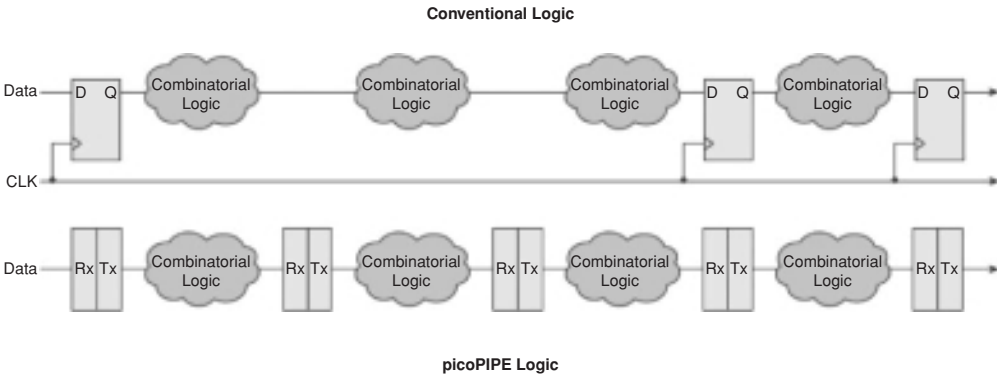 Conventional Logic
Data
D Q
Combinatorial
Logic
Combinatorial
Logic
Combinatorial
Logic
D Q
Combinatorial
Logic
D Q
CLK
Data
Rx Tx
Combinatorial
Logic
Rx Tx
Combinatorial
Logic
Rx Tx
Combinatorial
Logic
Rx Tx
Combinatorial
Logic
Rx Tx
picoPIPE Logic